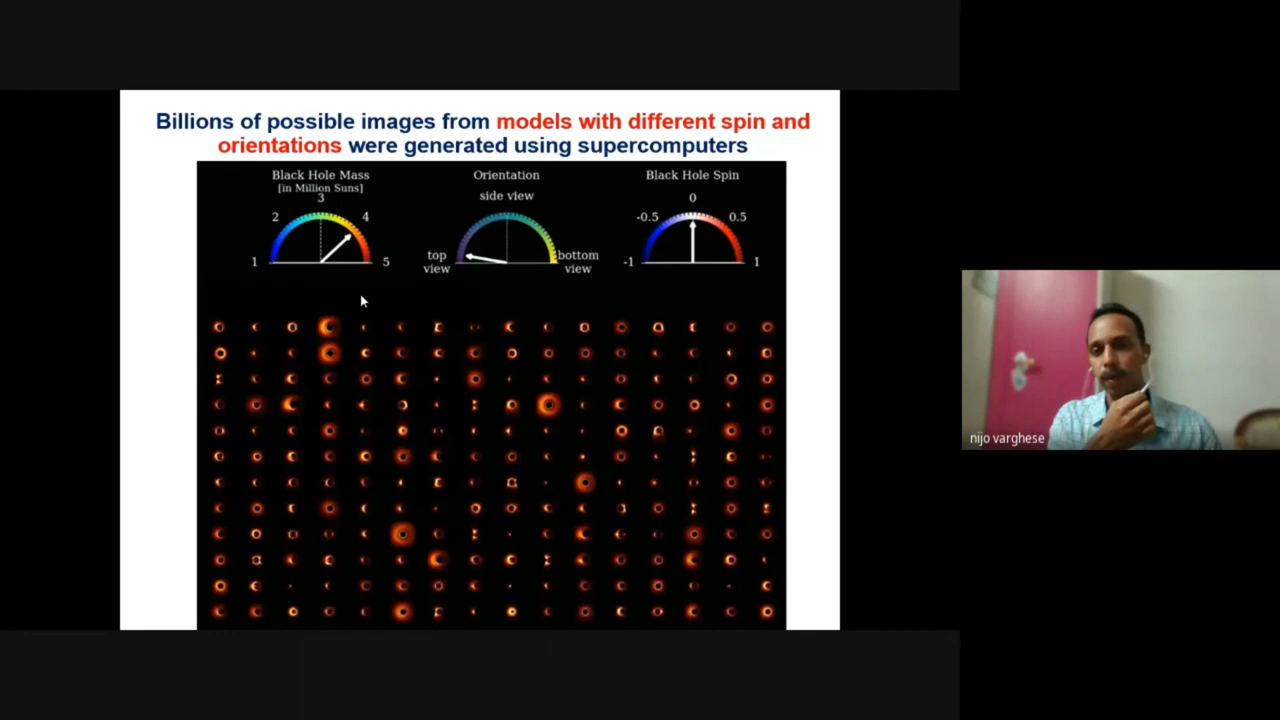 Billions of possible images from models with different spin and
orientations were generated using supercomputers
Black Hole Mass
[in Million Suns]
1
2
3
4
5
Orientation
side view
top
view
bottom
view
Black Hole Spin
-1
-0.5
0
0.5
1
nijo varghese